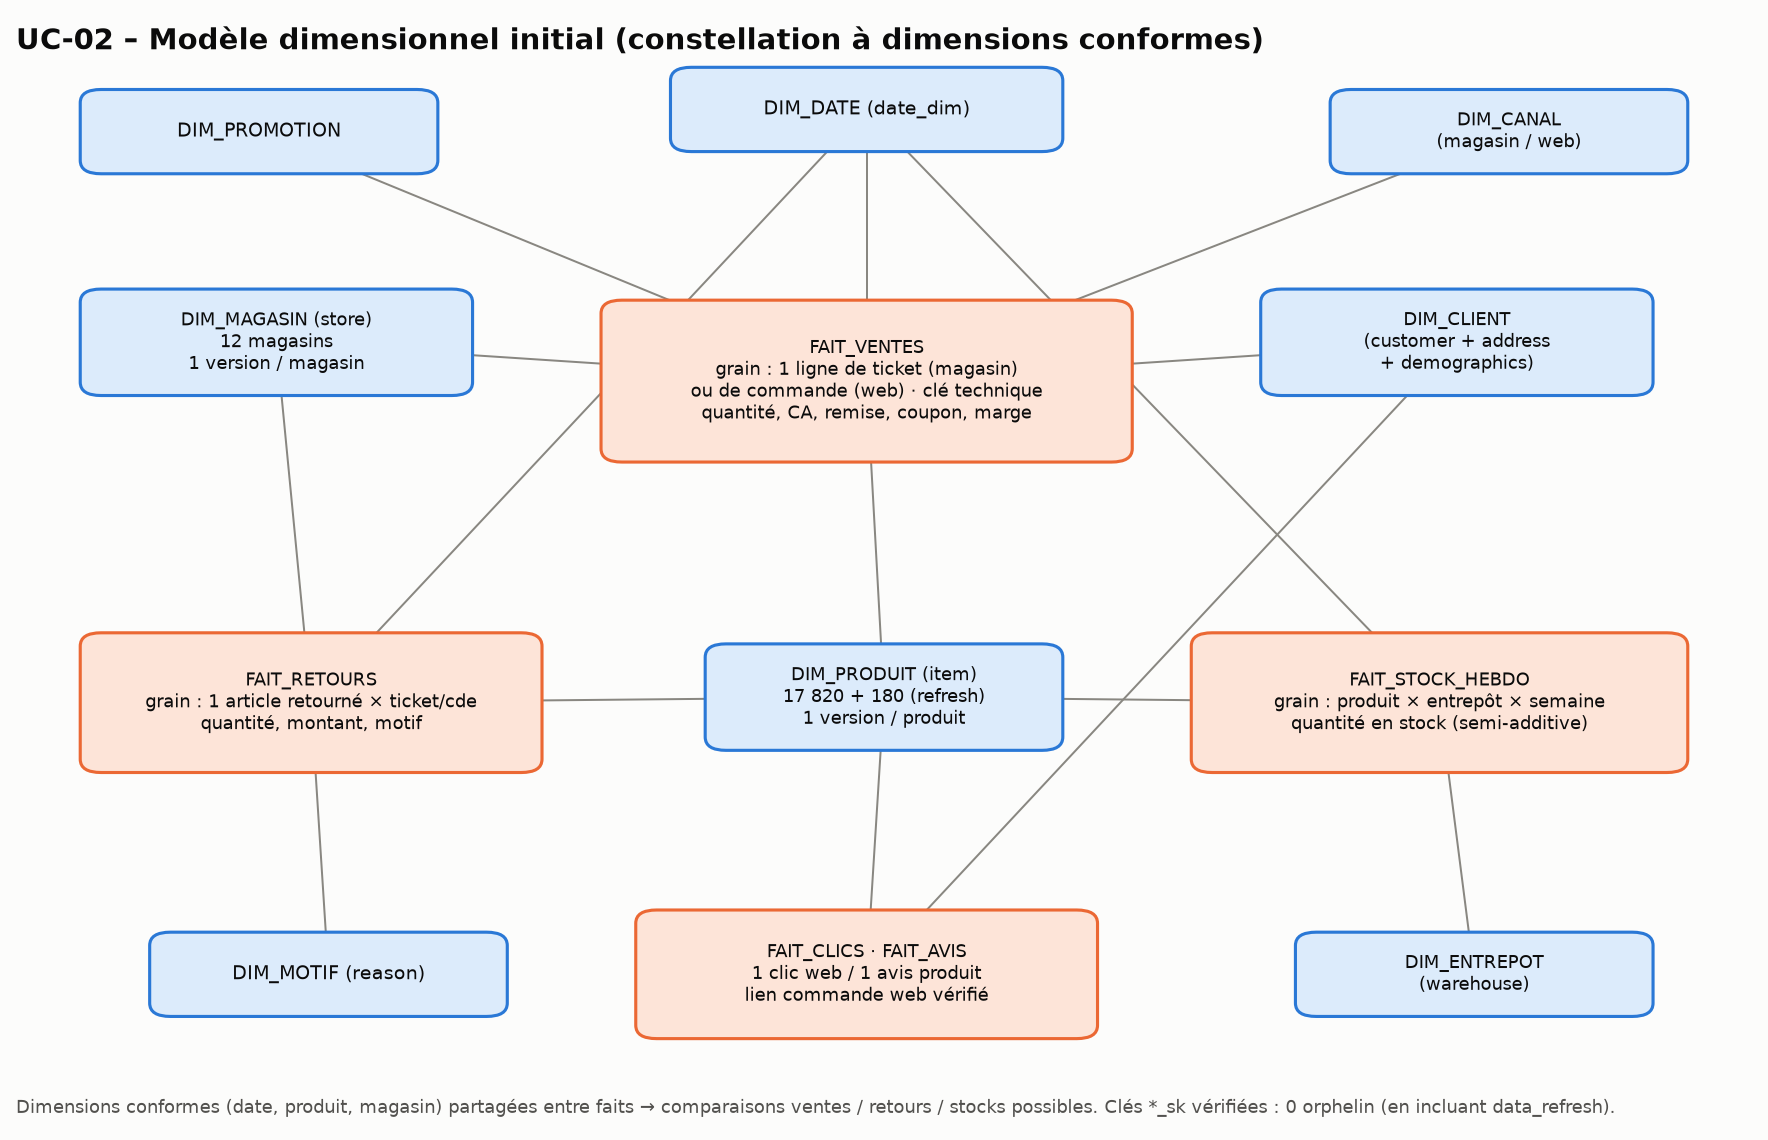 UC-02 – Modèle dimensionnel initial (constellation à dimensions conformes)
DIM_PROMOTION
DIM_DATE (date_dim)
DIM_CANAL
(magasin / web)
DIM_MAGASIN (store)
12 magasins
1 version / magasin
FAIT_VENTES
grain : 1 ligne de ticket (magasin)
ou de commande (web) · clé technique
quantité, CA, remise, coupon, marge
DIM_CLIENT
(customer + address
+ demographics)
FAIT_RETOURS
grain : 1 article retourné × ticket/cde
quantité, montant, motif
DIM_PRODUIT (item)
17 820 + 180 (refresh)
1 version / produit
FAIT_STOCK_HEBDO
grain : produit × entrepôt × semaine
quantité en stock (semi-additive)
DIM_MOTIF (reason)
FAIT_CLICS · FAIT_AVIS
1 clic web / 1 avis produit
lien commande web vérifié
DIM_ENTREPOT
(warehouse)
Dimensions conformes (date, produit, magasin) partagées entre faits → comparaisons ventes / retours / stocks possibles. Clés *_sk vérifiées : 0 orphelin (en incluant data_refresh).